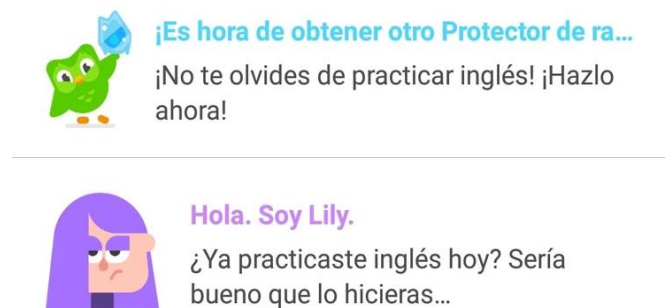 ¡Es hora de obtener otro Protector de ra...
¡No te olvides de practicar inglés! ¡Hazlo
ahora!
Hola. Soy Lily.
¿Ya practicaste inglés hoy? Sería
bueno que lo hicieras...